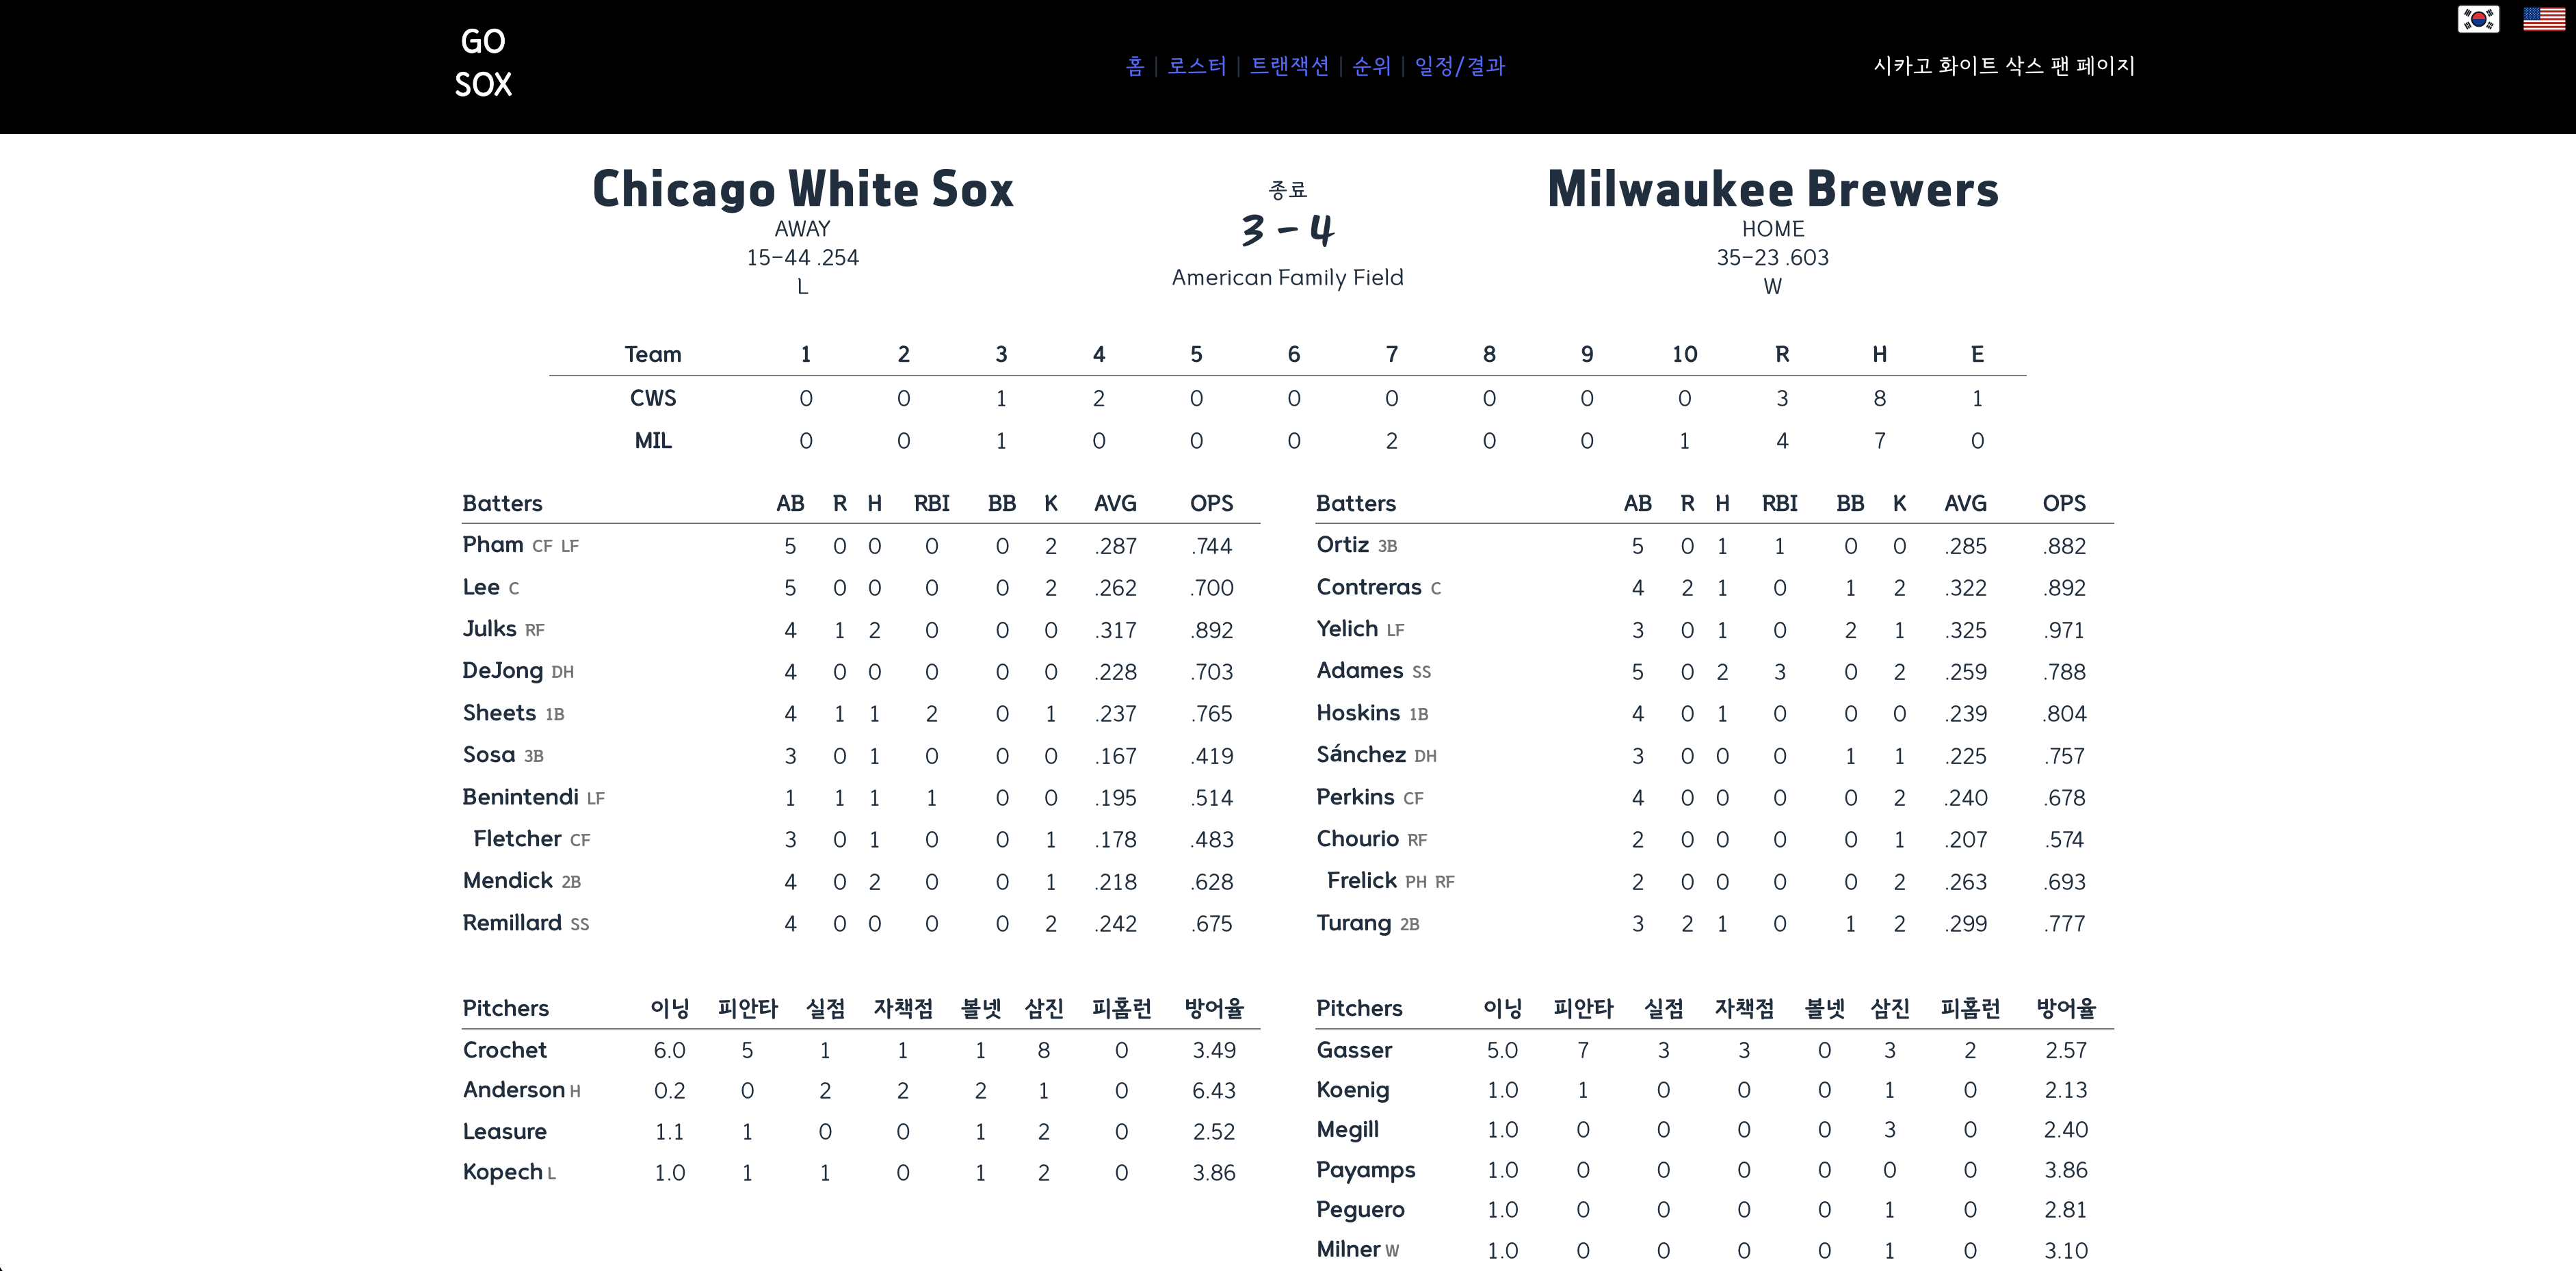 GO
SOX
홈 | 로스터 | 트랜잭션 | 순위 | 일정/결과
시카고 화이트 삭스 팬 페이지
Chicago White Sox
AWAY
15-44 .254
L
종료
3 - 4
American Family Field
Milwaukee Brewers
HOME
35-23 .603
W
Team 1 2 3 4 5 6 7 8 9 10 R H E
CWS 0 0 1 2 0 0 0 0 0 0 3 8 1
MIL 0 0 1 0 0 0 2 0 0 1 4 7 0
Batters AB R H RBI BB K AVG OPS
Pham CF LF 5 0 0 0 0 2 .287 .744
Lee C 5 0 0 0 0 2 .262 .700
Julks RF 4 1 2 0 0 0 .317 .892
DeJong DH 4 0 0 0 0 0 .228 .703
Sheets 1B 4 1 1 2 0 1 .237 .765
Sosa 3B 3 0 1 0 0 0 .167 .419
Benintendi LF 1 1 1 1 0 0 .195 .514
Fletcher CF 3 0 1 0 0 1 .178 .483
Mendick 2B 4 0 2 0 0 1 .218 .628
Remillard SS 4 0 0 0 0 2 .242 .675
Batters AB R H RBI BB K AVG OPS
Ortiz 3B 5 0 1 1 0 0 .285 .882
Contreras C 4 2 1 0 1 2 .322 .892
Yelich LF 3 0 1 0 2 1 .325 .971
Adames SS 5 0 2 3 0 2 .259 .788
Hoskins 1B 4 0 1 0 0 0 .239 .804
Sánchez DH 3 0 0 0 1 1 .225 .757
Perkins CF 4 0 0 0 0 2 .240 .678
Chourio RF 2 0 0 0 0 1 .207 .574
Frelick PH RF 2 0 0 0 0 2 .263 .693
Turang 2B 3 2 1 0 1 2 .299 .777
Pitchers 이닝 피안타 실점 자책점 볼넷 삼진 피홈런 방어율
Crochet 6.0 5 1 1 1 8 0 3.49
Anderson H 0.2 0 2 2 2 1 0 6.43
Leasure 1.1 1 0 0 1 2 0 2.52
Kopech L 1.0 1 1 0 1 2 0 3.86
Pitchers 이닝 피안타 실점 자책점 볼넷 삼진 피홈런 방어율
Gasser 5.0 7 3 3 0 3 2 2.57
Koenig 1.0 1 0 0 0 1 0 2.13
Megill 1.0 0 0 0 0 3 0 2.40
Payamps 1.0 0 0 0 0 0 0 3.86
Peguero 1.0 0 0 0 0 1 0 2.81
Milner W 1.0 0 0 0 0 1 0 3.10